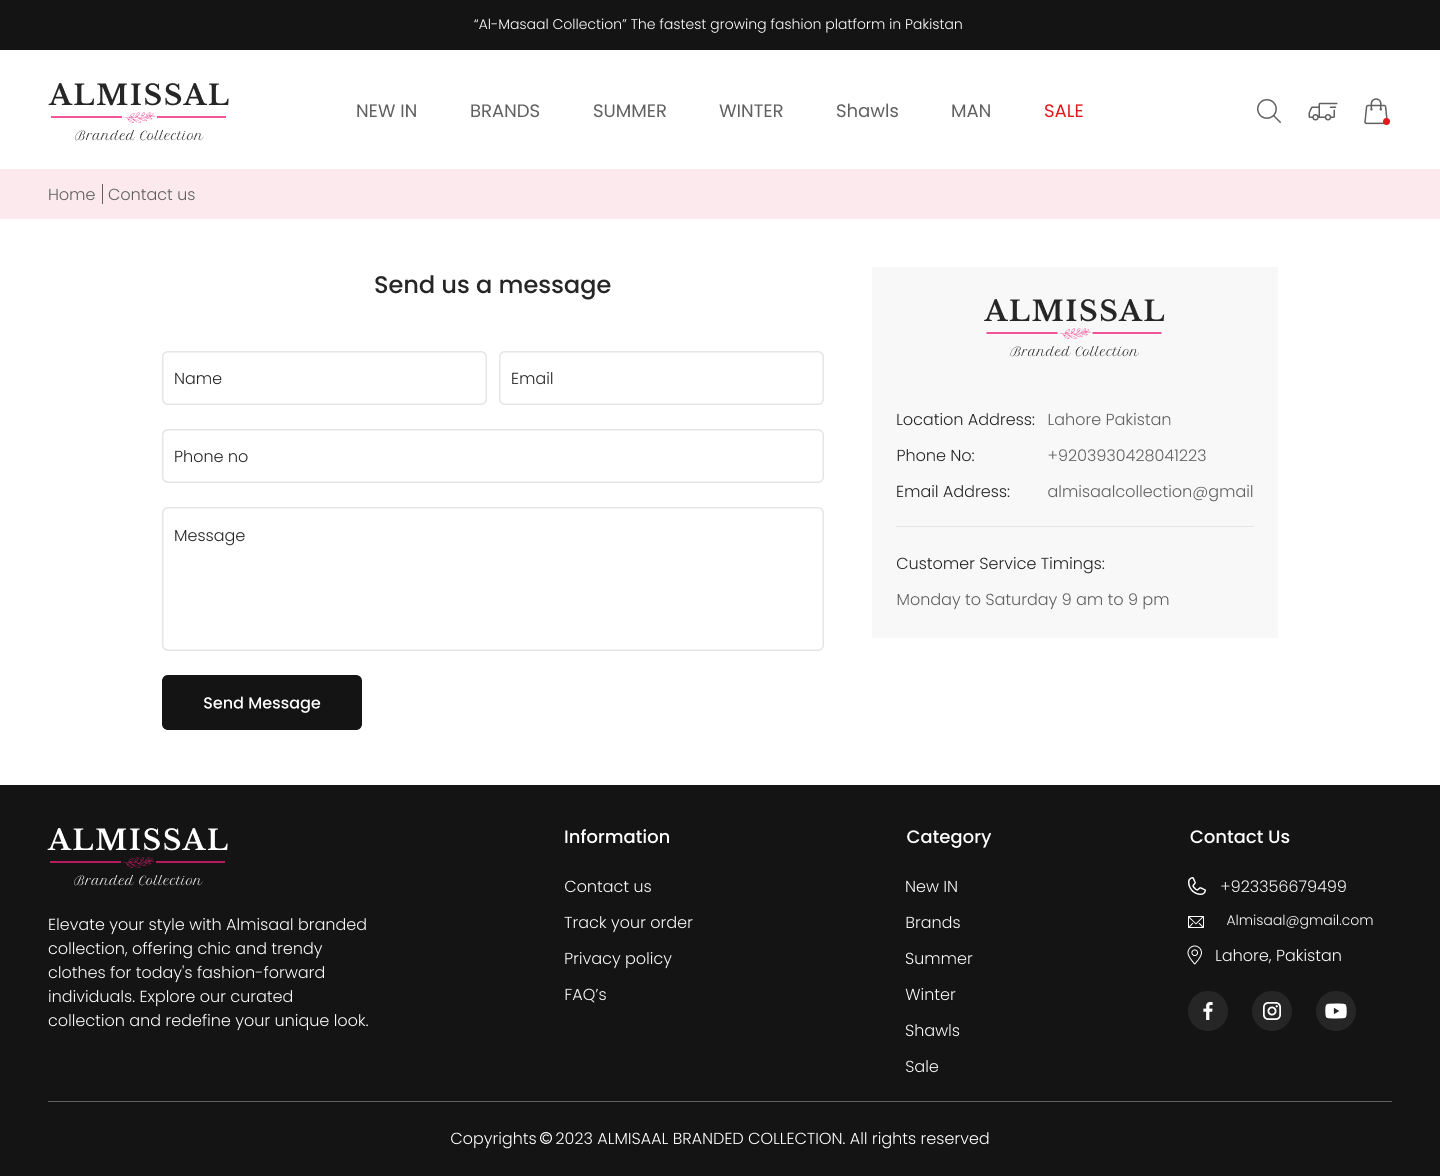 “Al-Masaal Collection” The fastest growing fashion platform in Pakistan
ALMISSAL
Branded Collection
NEW IN BRANDS SUMMER WINTER Shawls MAN SALE
Home | Contact us
Send us a message
Name Email
Phone no
Message
Send Message
ALMISSAL
Branded Collection
Location Address: Lahore Pakistan
Phone No: +9203930428041223
Email Address: almisaalcollection@gmail
Customer Service Timings:
Monday to Saturday 9 am to 9 pm
ALMISSAL
Branded Collection
Elevate your style with Almisaal branded
collection, offering chic and trendy
clothes for today's fashion-forward
individuals. Explore our curated
collection and redefine your unique look.
Information
Contact us
Track your order
Privacy policy
FAQ’s
Category
New IN
Brands
Summer
Winter
Shawls
Sale
Contact Us
+923356679499
Almisaal@gmail.com
Lahore, Pakistan
Copyrights © 2023 ALMISAAL BRANDED COLLECTION. All rights reserved